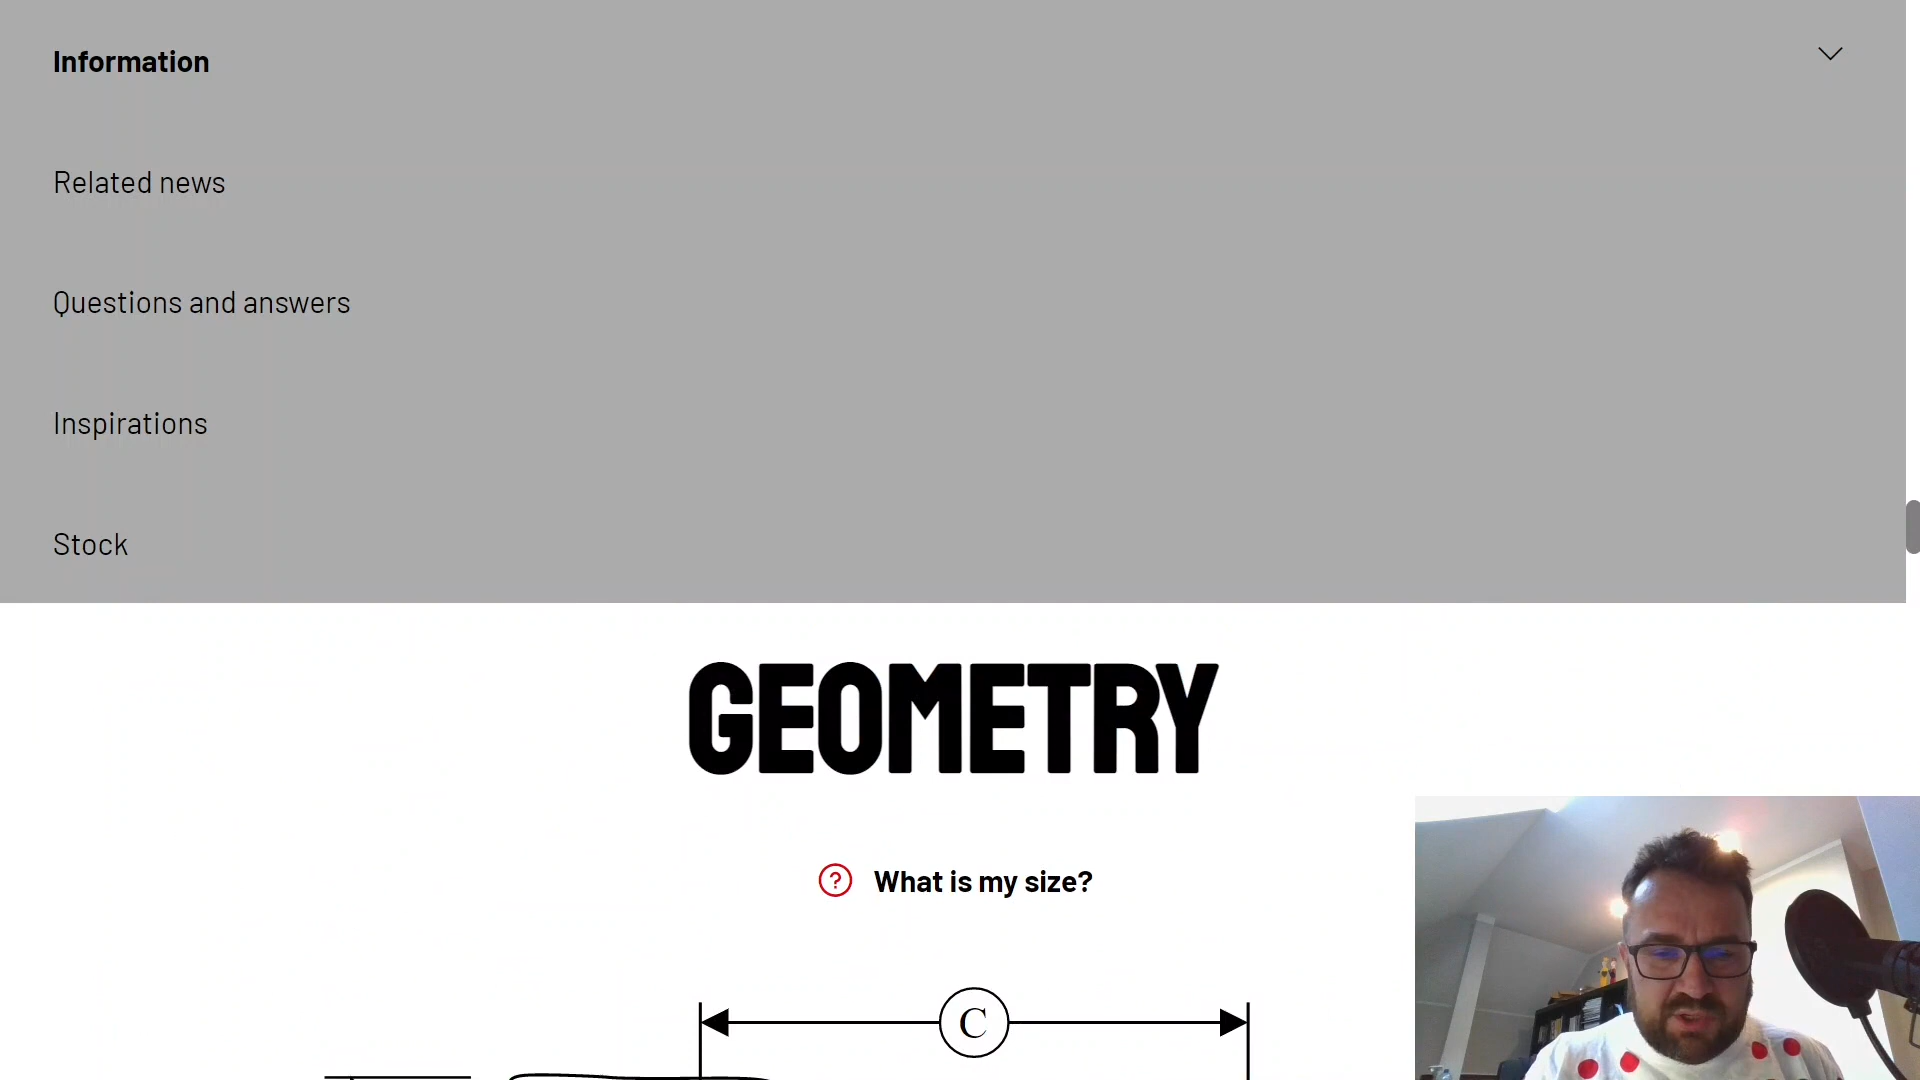 Information
Related news
Questions and answers
Inspirations
Stock
GEOMETRY
? What is my size?
C